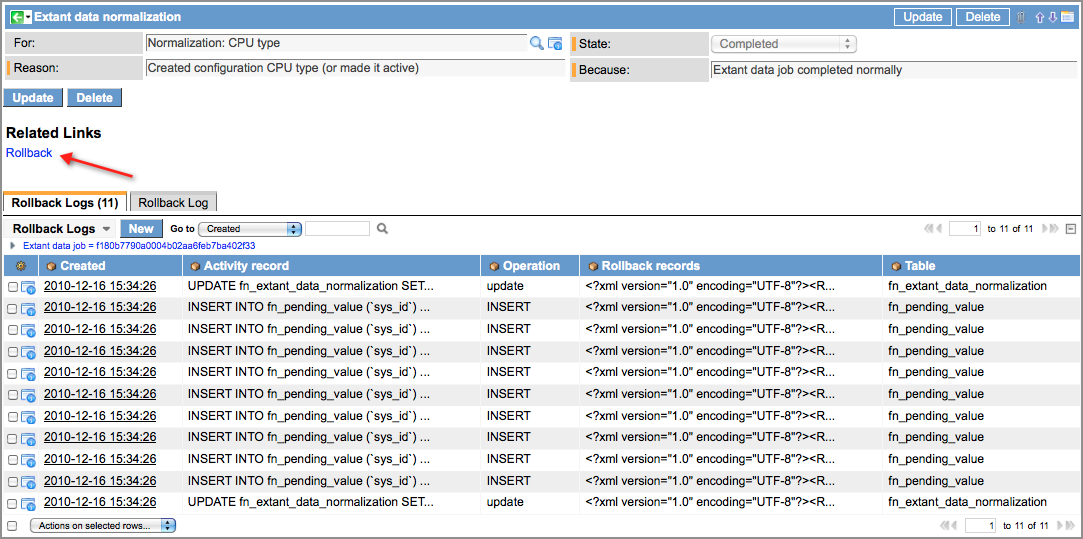 Extant data normalization Update Delete
For: Normalization: CPU type State: Completed
Reason: Created configuration CPU type (or made it active) Because: Extant data job completed normally
Update Delete
Related Links
Rollback
Rollback Logs (11) Rollback Log
Rollback Logs New Go to Created 1 to 11 of 11
Extant data job = f180b7790a0004b02aa6feb7ba402f33
Created Activity record Operation Rollback records Table
2010-12-16 15:34:26 UPDATE fn_extant_data_normalization SET... update <?xml version="1.0" encoding="UTF-8"?><R... fn_extant_data_normalization
2010-12-16 15:34:26 INSERT INTO fn_pending_value (`sys_id`) ... INSERT <?xml version="1.0" encoding="UTF-8"?><R... fn_pending_value
2010-12-16 15:34:26 INSERT INTO fn_pending_value (`sys_id`) ... INSERT <?xml version="1.0" encoding="UTF-8"?><R... fn_pending_value
2010-12-16 15:34:26 INSERT INTO fn_pending_value (`sys_id`) ... INSERT <?xml version="1.0" encoding="UTF-8"?><R... fn_pending_value
2010-12-16 15:34:26 INSERT INTO fn_pending_value (`sys_id`) ... INSERT <?xml version="1.0" encoding="UTF-8"?><R... fn_pending_value
2010-12-16 15:34:26 INSERT INTO fn_pending_value (`sys_id`) ... INSERT <?xml version="1.0" encoding="UTF-8"?><R... fn_pending_value
2010-12-16 15:34:26 INSERT INTO fn_pending_value (`sys_id`) ... INSERT <?xml version="1.0" encoding="UTF-8"?><R... fn_pending_value
2010-12-16 15:34:26 INSERT INTO fn_pending_value (`sys_id`) ... INSERT <?xml version="1.0" encoding="UTF-8"?><R... fn_pending_value
2010-12-16 15:34:26 INSERT INTO fn_pending_value (`sys_id`) ... INSERT <?xml version="1.0" encoding="UTF-8"?><R... fn_pending_value
2010-12-16 15:34:26 INSERT INTO fn_pending_value (`sys_id`) ... INSERT <?xml version="1.0" encoding="UTF-8"?><R... fn_pending_value
2010-12-16 15:34:26 UPDATE fn_extant_data_normalization SET... update <?xml version="1.0" encoding="UTF-8"?><R... fn_extant_data_normalization
Actions on selected rows... 1 to 11 of 11